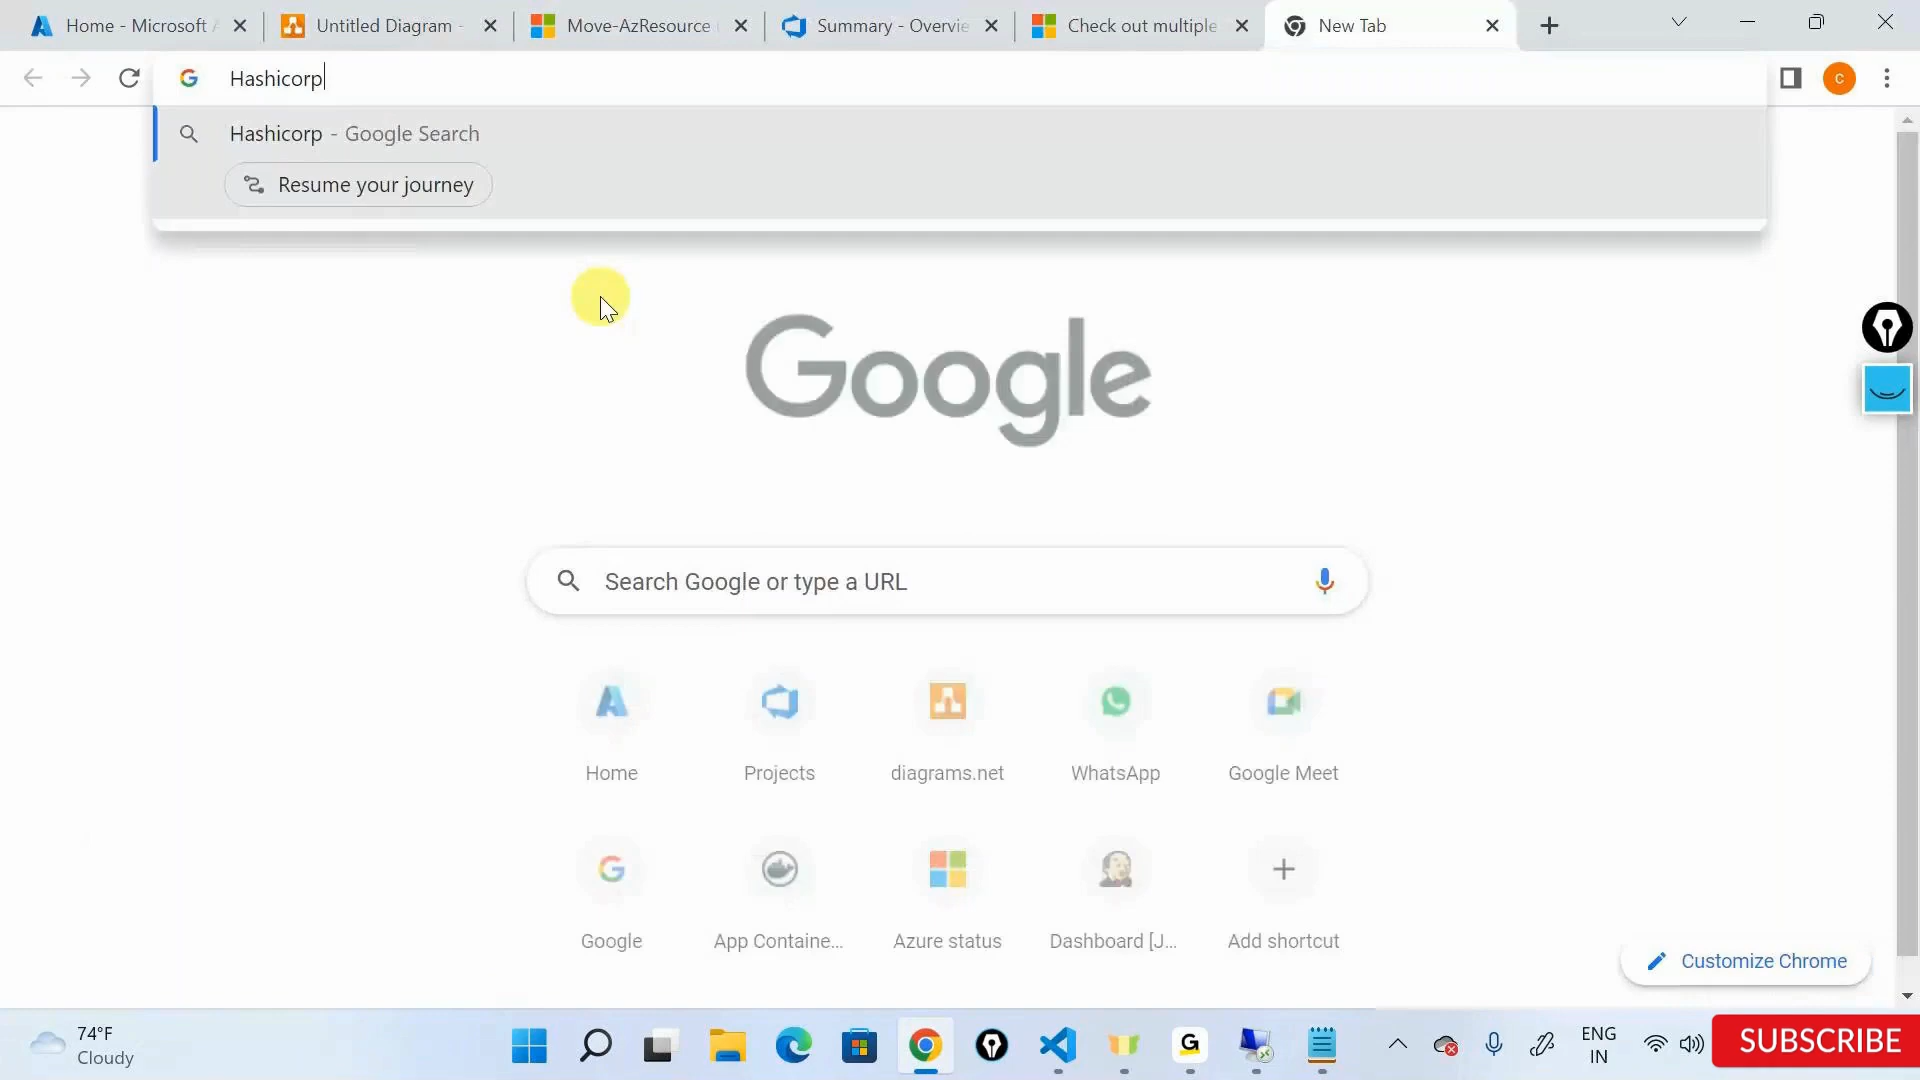 Home - Microsoft A
Untitled Diagram -
Move-AzResource (
Summary - Overvie
Check out multiple
New Tab
Hashicorp
C
Hashicorp - Google Search
Resume your journey
Google
Search Google or type a URL
Home
Projects
diagrams.net
WhatsApp
Google Meet
Google
App Containe...
Azure status
Dashboard [J...
Add shortcut
Customize Chrome
74°F
Cloudy
G
ENG
IN
SUBSCRIBE